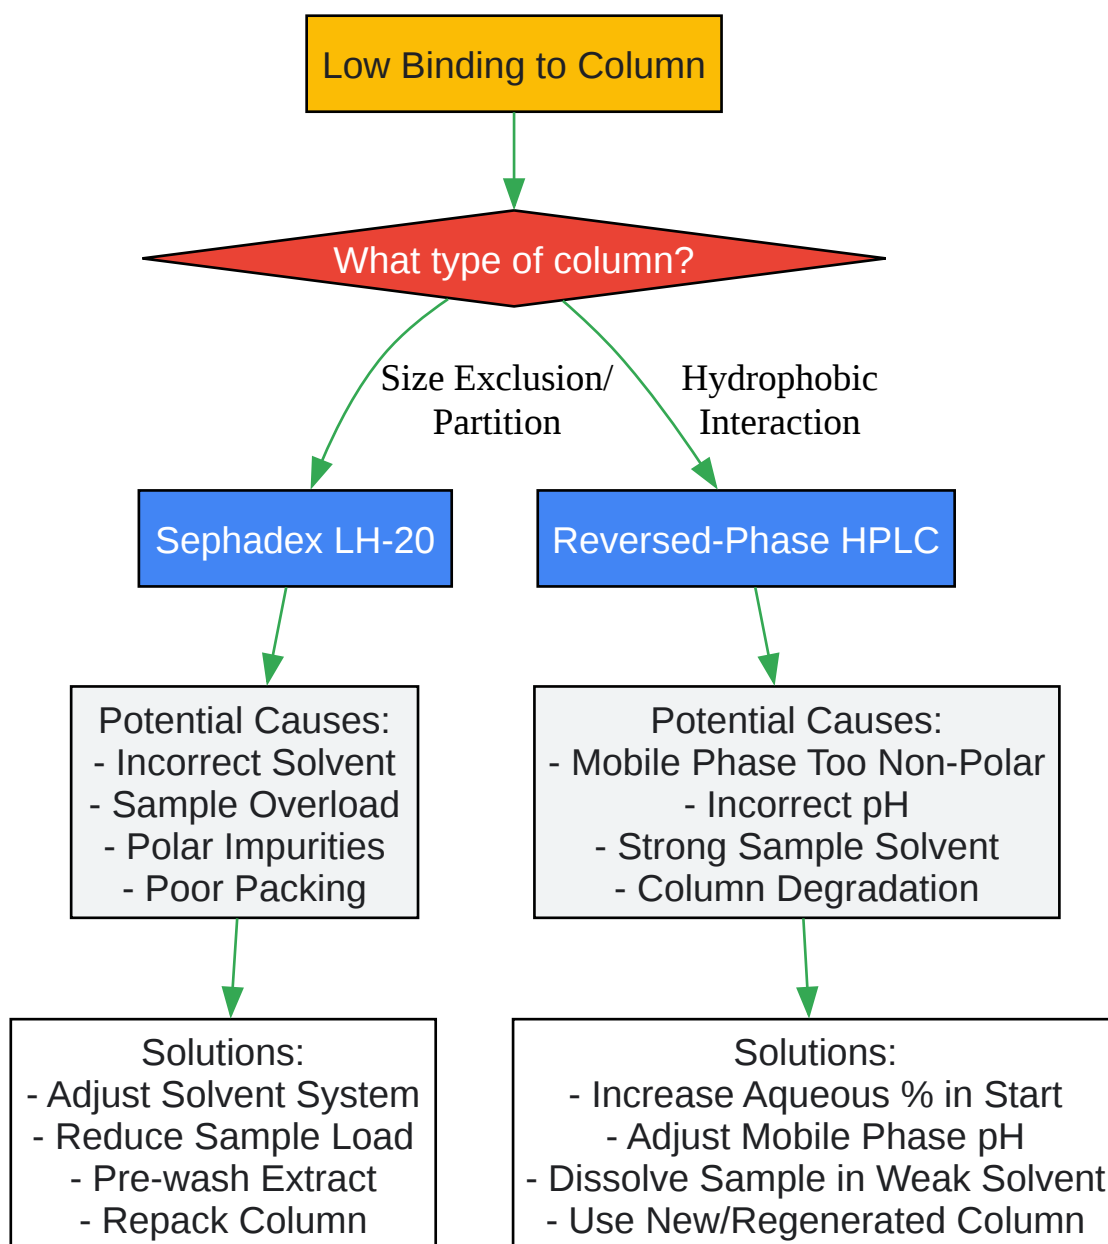 Low Binding to Column
What type of column?
Size Exclusion/
Partition
Hydrophobic
Interaction
Sephadex LH-20
Reversed-Phase HPLC
Potential Causes:
- Incorrect Solvent
- Sample Overload
- Polar Impurities
- Poor Packing
Potential Causes:
- Mobile Phase Too Non-Polar
- Incorrect pH
- Strong Sample Solvent
- Column Degradation
Solutions:
- Adjust Solvent System
- Reduce Sample Load
- Pre-wash Extract
- Repack Column
Solutions:
- Increase Aqueous % in Start
- Adjust Mobile Phase pH
- Dissolve Sample in Weak Solvent
- Use New/Regenerated Column